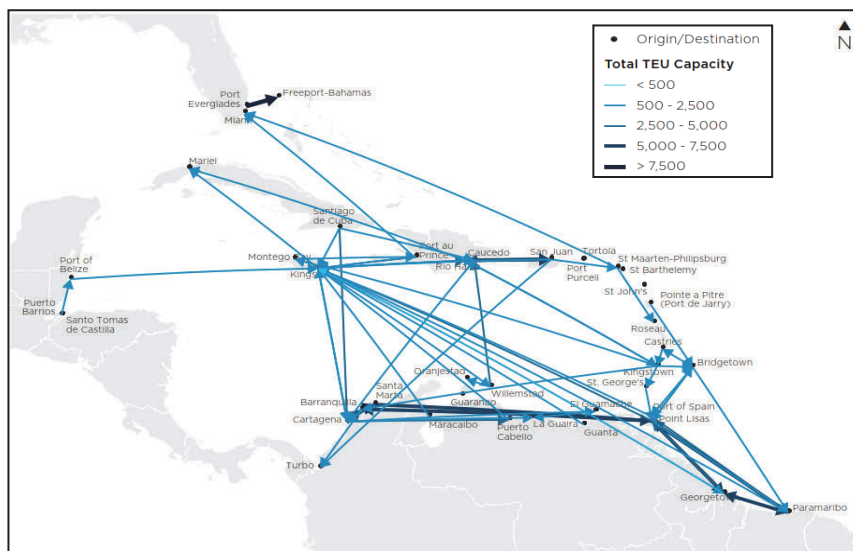 ▲
N
Origin/Destination
Total TEU Capacity
< 500
500 - 2,500
2,500 - 5,000
5,000 - 7,500
> 7,500
Port
Everglades
Freeport-Bahamas
Miami
Mariel
Santiago
de Cuba
Port of
Belize
Montego Bay
Port au
Prince
Caucedo
San Juan
Tortola
St Maarten-Philipsburg
Rio Ha
Port
Purcell
St Barthelemy
Kings
Puerto
Barrios
Santo Tomas
de Castilla
St John's
Pointe a Pitre
(Port de Jarry)
Roseau
Castries
Bridgetown
Kingstown
Oranjestad
St. George's
Willemstad
Santa
Marta
Barranquilla
Guaranao
El Guamache
Port of Spain
Cartagena
Point Lisas
Maracaibo
Puerto
Cabello
La Guaira
Guanta
Turbo
Georgetown
Paramaribo